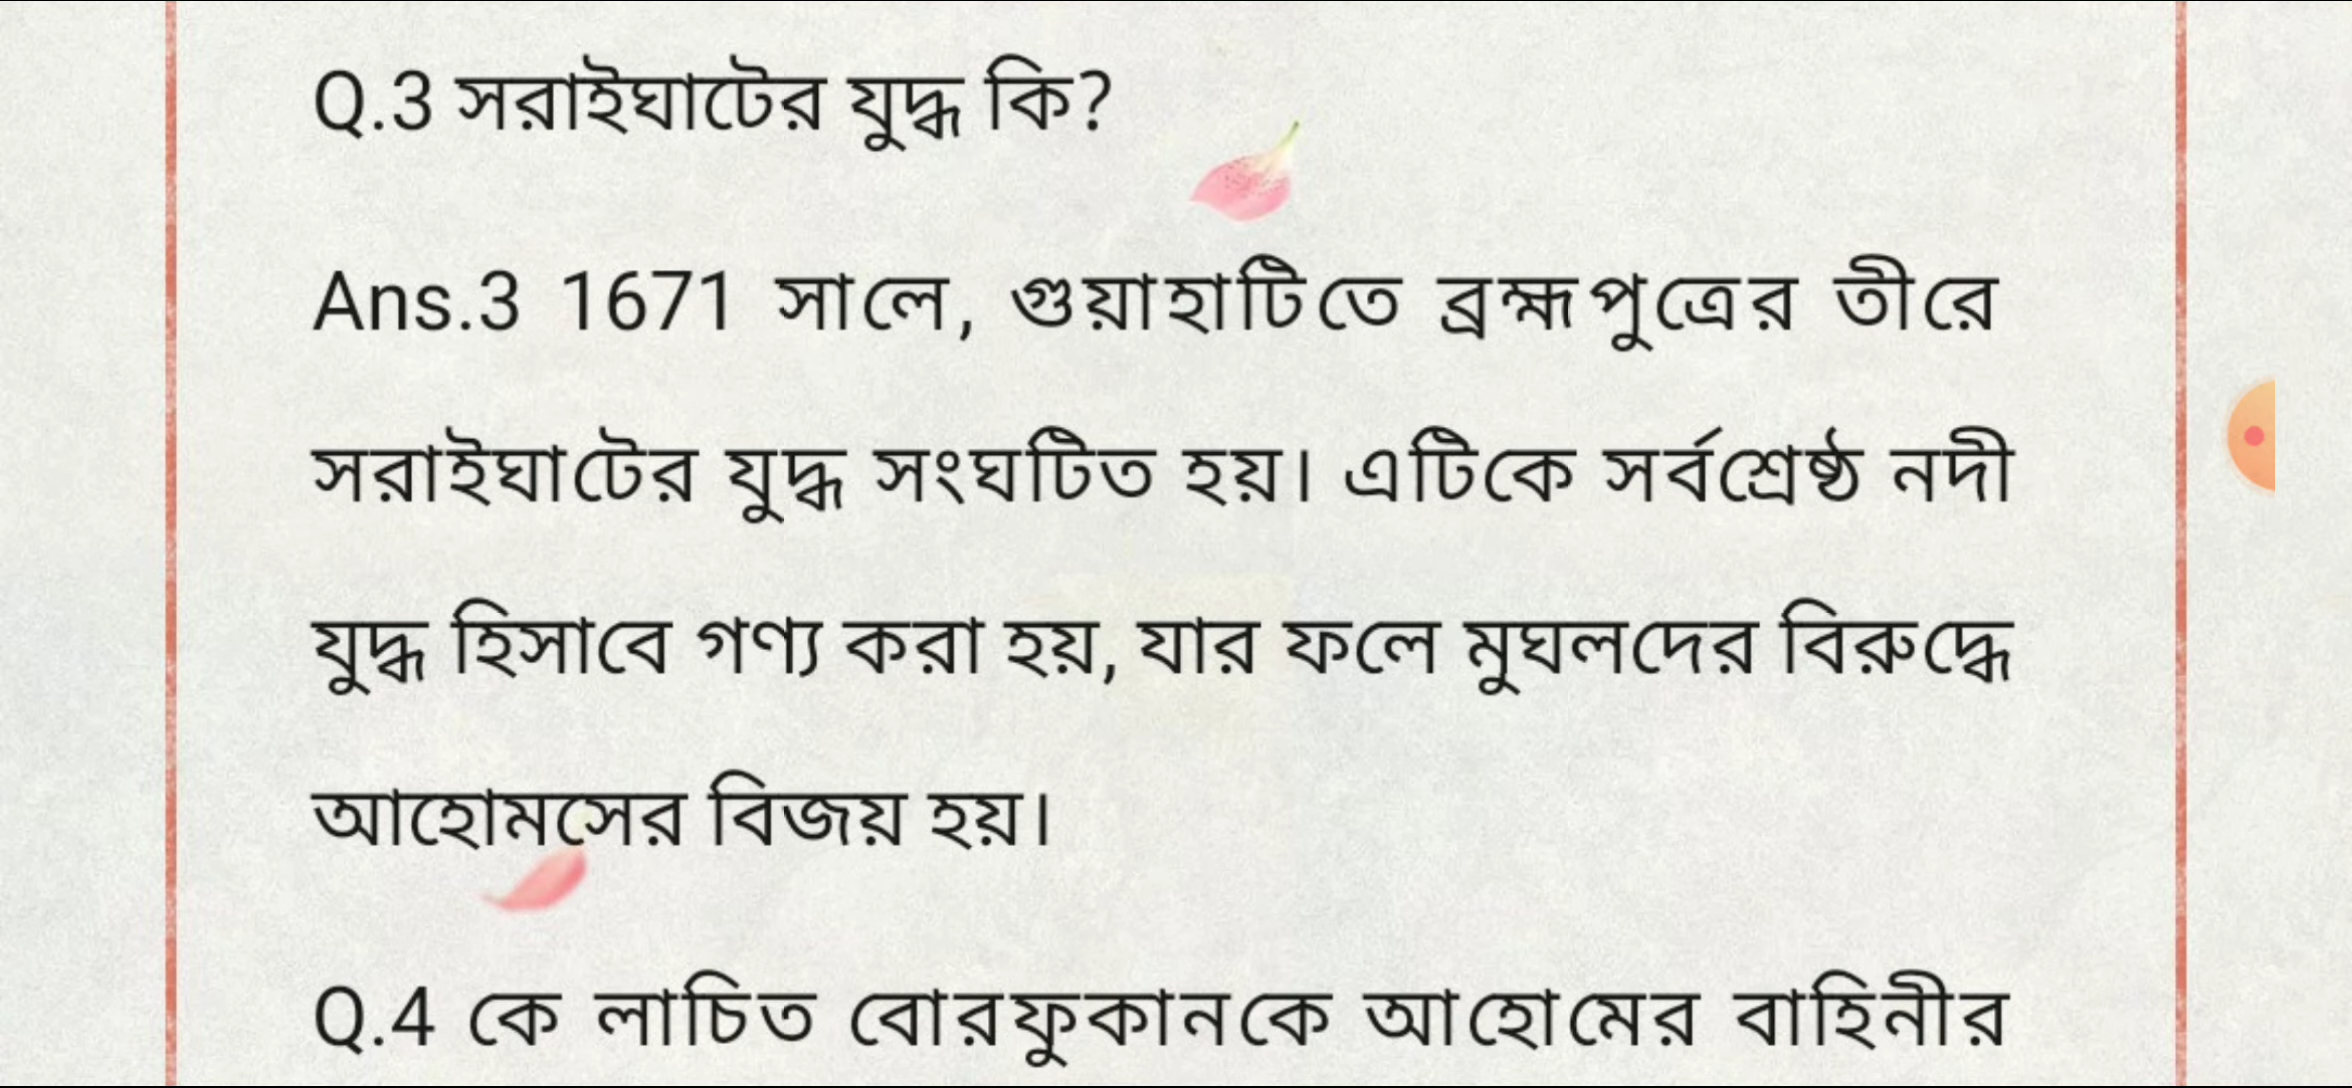 Q.3 সরাইঘাটের যুদ্ধ কি?
Ans.3 1671 সালে, গুয়াহাটিতে ব্রহ্মপুত্রের তীরে
সরাইঘাটের যুদ্ধ সংঘটিত হয়। এটিকে সর্বশ্রেষ্ঠ নদী
যুদ্ধ হিসাবে গণ্য করা হয়, যার ফলে মুঘলদের বিরুদ্ধে
আহোমসের বিজয় হয়।
Q.4 কে লাচিত বোরফুকানকে আহোমের বাহিনীর